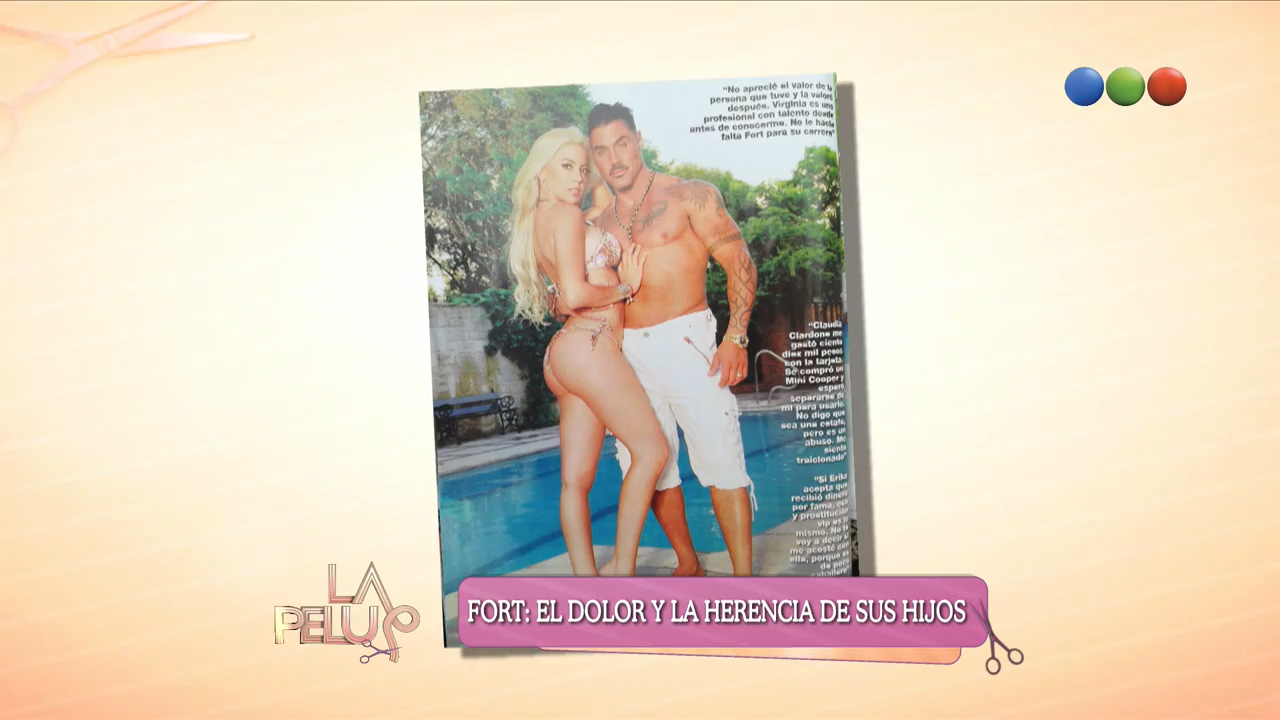 "No aprecié el valor de la
persona que tuve y la valoré
después. Virginia es una
profesional con talento desde
antes de conocerme. No le hacía
falta Fort para su carrera"
"Claudia
Ciardone me
gastó ciento
diez mil pesos
con la tarjeta.
Se compró un
Mini Cooper y
esperó
separarse de
mí para usarlo.
No digo que
sea una estafa,
pero es un
abuso. Me
siento
traicionado"
"Si Erika
acepta que
recibió dinero
por fama, eso
y prostitución
vip es lo
mismo. No
voy a decir si
me acosté con
ella, porque es
de poco
caballero"
LA
PELU
FORT: EL DOLOR Y LA HERENCIA DE SUS HIJOS